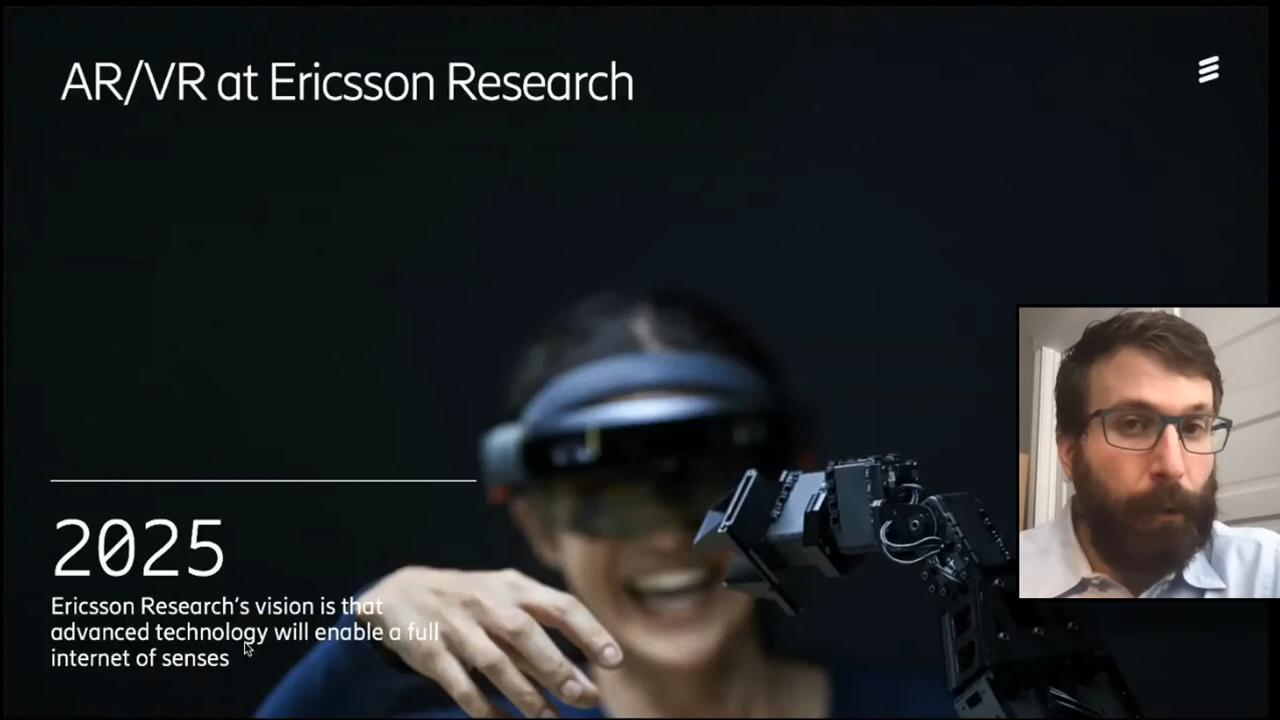 AR/VR at Ericsson Research
2025
Ericsson Research's vision is that
advanced technology will enable a full
internet of senses